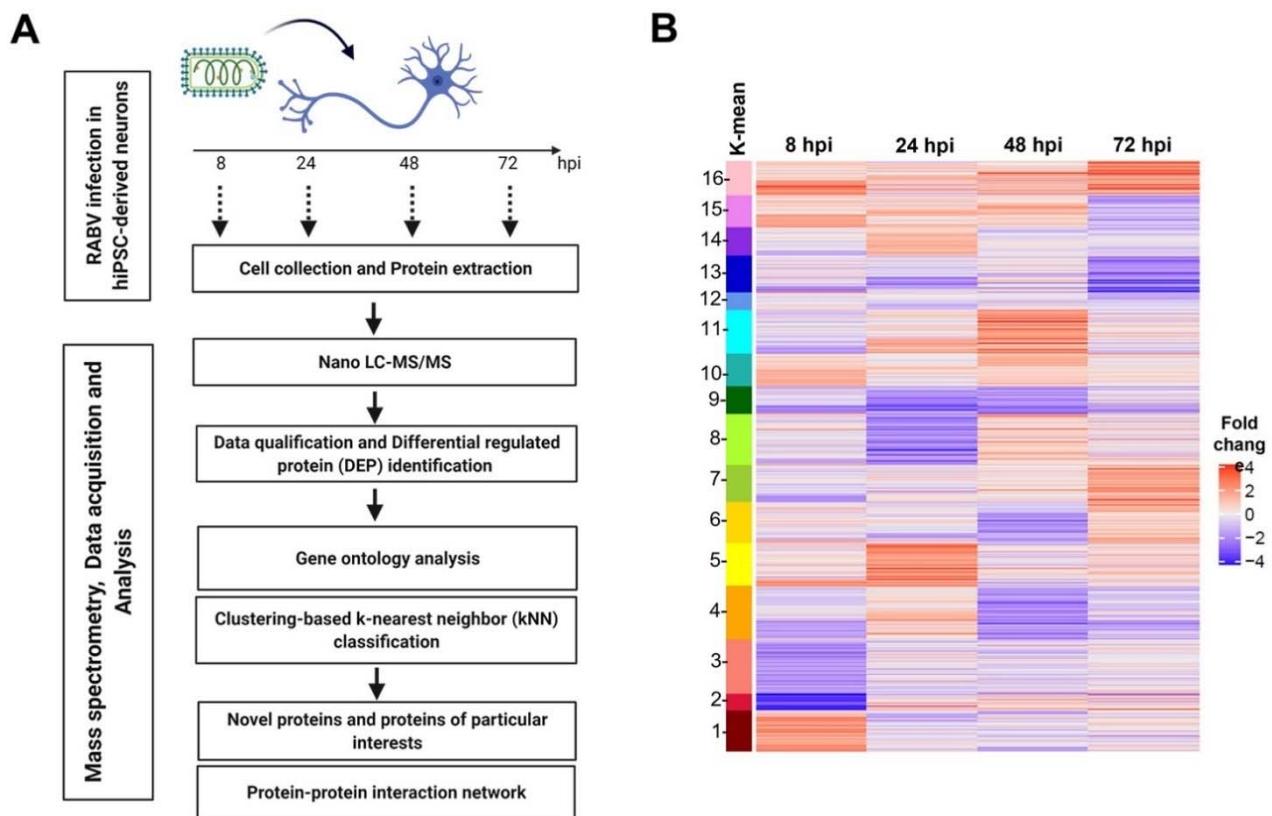 A
RABV infection in
hiPSC-derived neurons
8 24 48 72 hpi
Cell collection and Protein extraction
Mass spectrometry, Data acquisition and
Analysis
Nano LC-MS/MS
Data qualification and Differential regulated
protein (DEP) identification
Gene ontology analysis
Clustering-based k-nearest neighbor (kNN)
classification
Novel proteins and proteins of particular
interests
Protein-protein interaction network
B
K-mean
8 hpi 24 hpi 48 hpi 72 hpi
16
15
14
13
12
11
10
9
8
7
6
5
4
3
2
1
Fold
chang
e
4
2
0
−2
−4